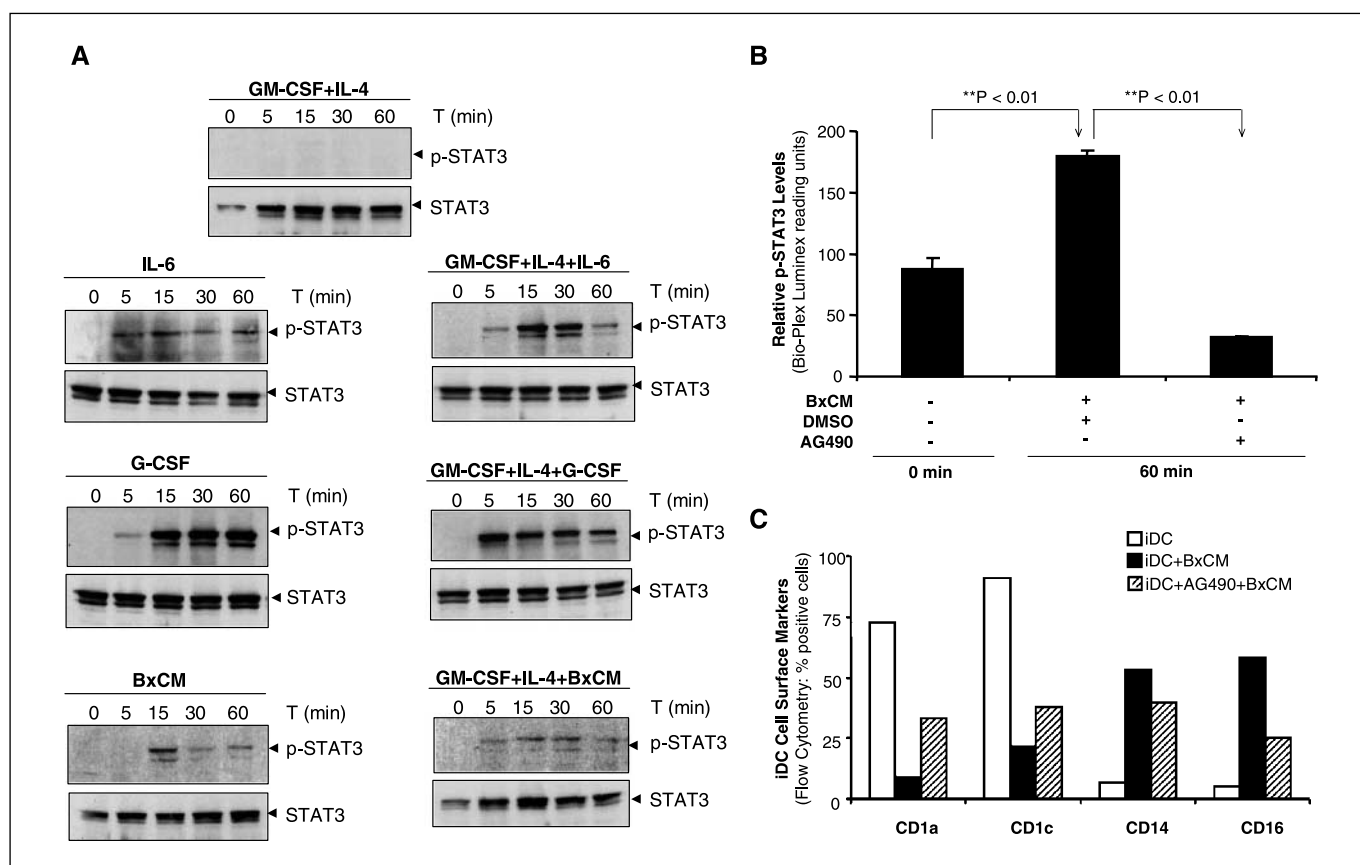 A
GM-CSF+IL-4
0 5 15 30 60 T (min)
p-STAT3
STAT3
IL-6
0 5 15 30 60 T (min)
p-STAT3
STAT3
GM-CSF+IL-4+IL-6
0 5 15 30 60 T (min)
p-STAT3
STAT3
G-CSF
0 5 15 30 60 T (min)
p-STAT3
STAT3
GM-CSF+IL-4+G-CSF
0 5 15 30 60 T (min)
p-STAT3
STAT3
BxCM
0 5 15 30 60 T (min)
p-STAT3
STAT3
GM-CSF+IL-4+BxCM
0 5 15 30 60 T (min)
p-STAT3
STAT3
B
**P < 0.01 **P < 0.01
Relative p-STAT3 Levels
(Bio-Plex Luminex reading units)
200
150
100
50
0
BxCM - + +
DMSO - + -
AG490 - - +
0 min 60 min
C
iDC
iDC+BxCM
iDC+AG490+BxCM
iDC Cell Surface Markers
(Flow Cytometry: % positive cells)
100
75
50
25
0
CD1a CD1c CD14 CD16